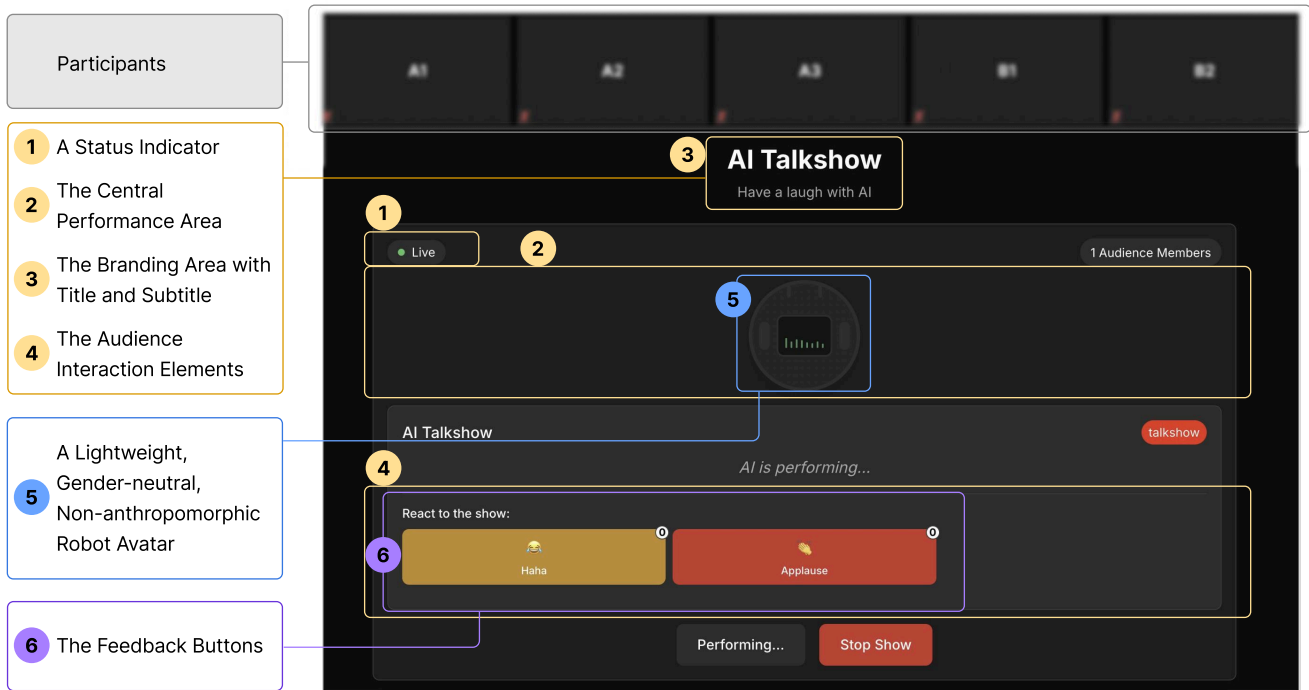 Participants
A1
A2
A3
B1
B2
1 A Status Indicator
2 The Central
Performance Area
3 The Branding Area with
Title and Subtitle
4 The Audience
Interaction Elements
5 A Lightweight,
Gender-neutral,
Non-anthropomorphic
Robot Avatar
6 The Feedback Buttons
3
AI Talkshow
Have a laugh with AI
1
2
Live
1 Audience Members
5
AI Talkshow
talkshow
AI is performing...
4
React to the show:
6
0
Haha
0
Applause
Performing...
Stop Show